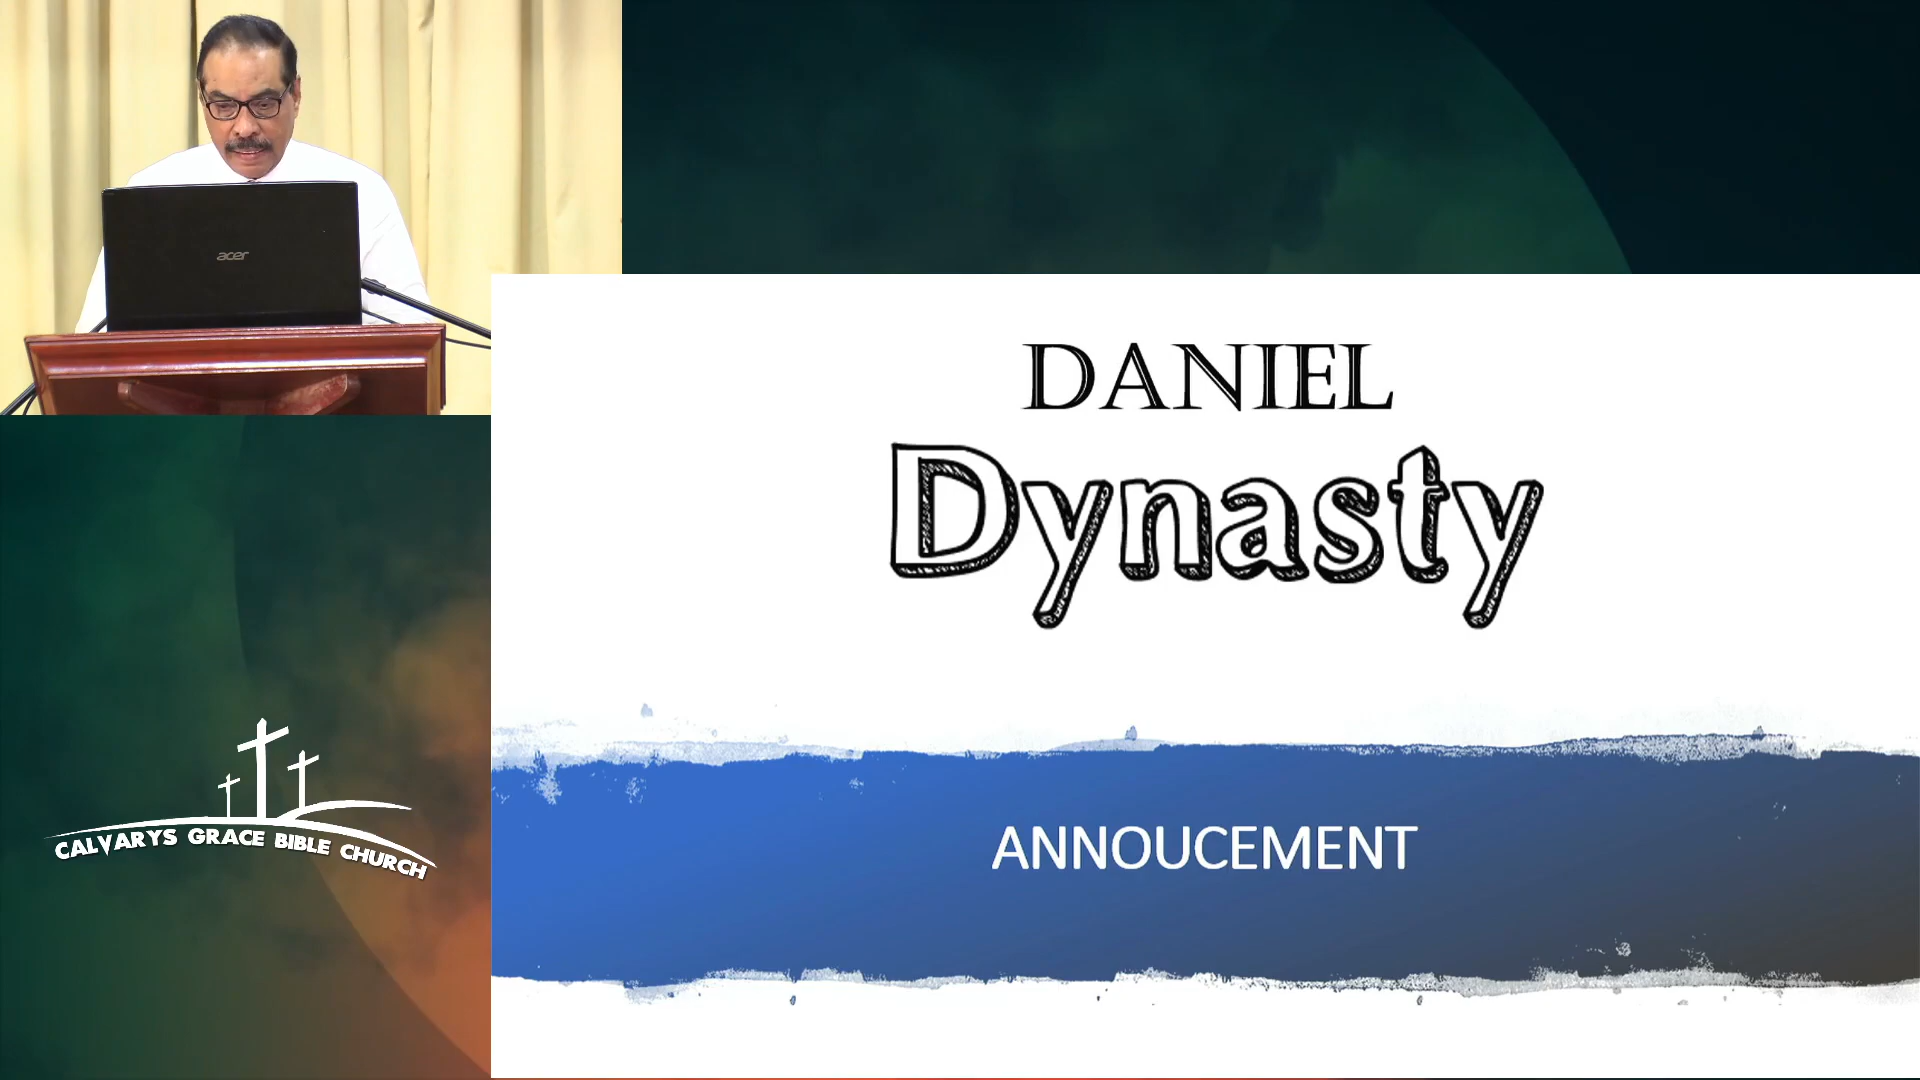 acer
DANIEL
Dynasty
ANNOUCEMENT
CALVARYS GRACE BIBLE CHURCH